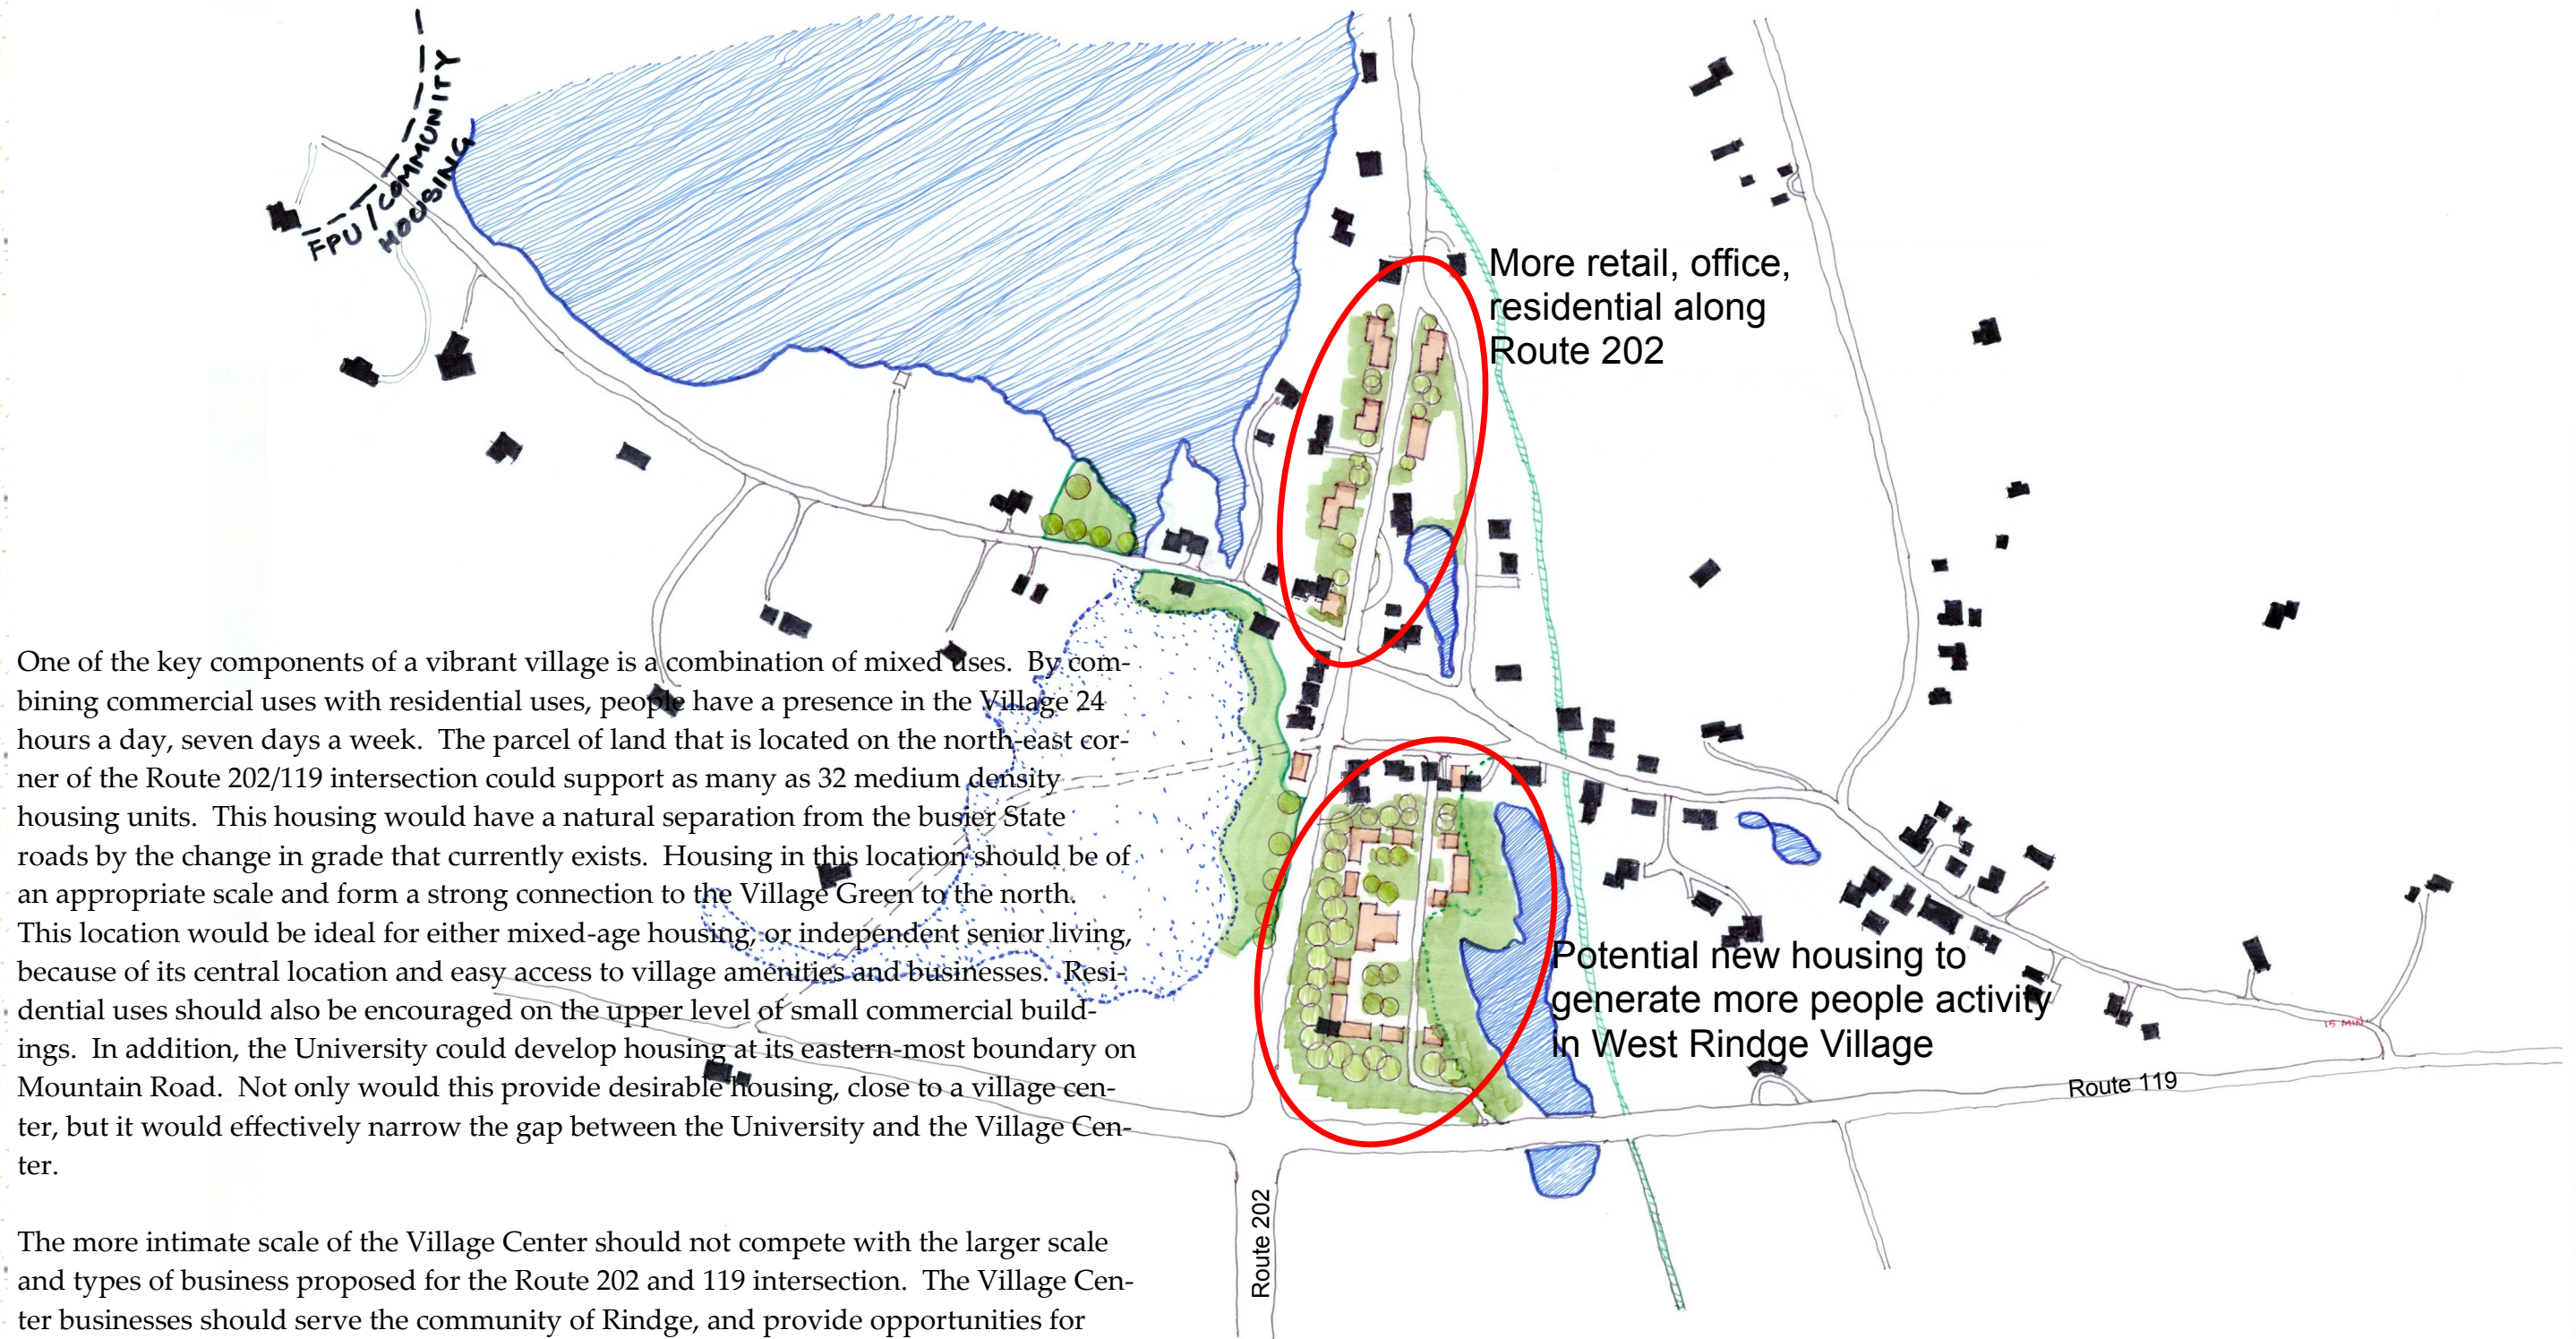 FPU / COMMUNITY
HOUSING
More retail, office,
residential along
Route 202
One of the key components of a vibrant village is a combination of mixed uses.  By com-
bining commercial uses with residential uses, people have a presence in the Village 24
hours a day, seven days a week.  The parcel of land that is located on the north-east cor-
ner of the Route 202/119 intersection could support as many as 32 medium density
housing units.  This housing would have a natural separation from the busier State
roads by the change in grade that currently exists.  Housing in this location should be of
an appropriate scale and form a strong connection to the Village Green to the north.
This location would be ideal for either mixed-age housing, or independent senior living,
because of its central location and easy access to village amenities and businesses.  Resi-
dential uses should also be encouraged on the upper level of small commercial build-
ings.  In addition, the University could develop housing at its eastern-most boundary on
Mountain Road.  Not only would this provide desirable housing, close to a village cen-
ter, but it would effectively narrow the gap between the University and the Village Cen-
ter.
Potential new housing to
generate more people activity
in West Rindge Village
15 MIN
Route 119
Route 202
The more intimate scale of the Village Center should not compete with the larger scale
and types of business proposed for the Route 202 and 119 intersection.  The Village Cen-
ter businesses should serve the community of Rindge, and provide opportunities for